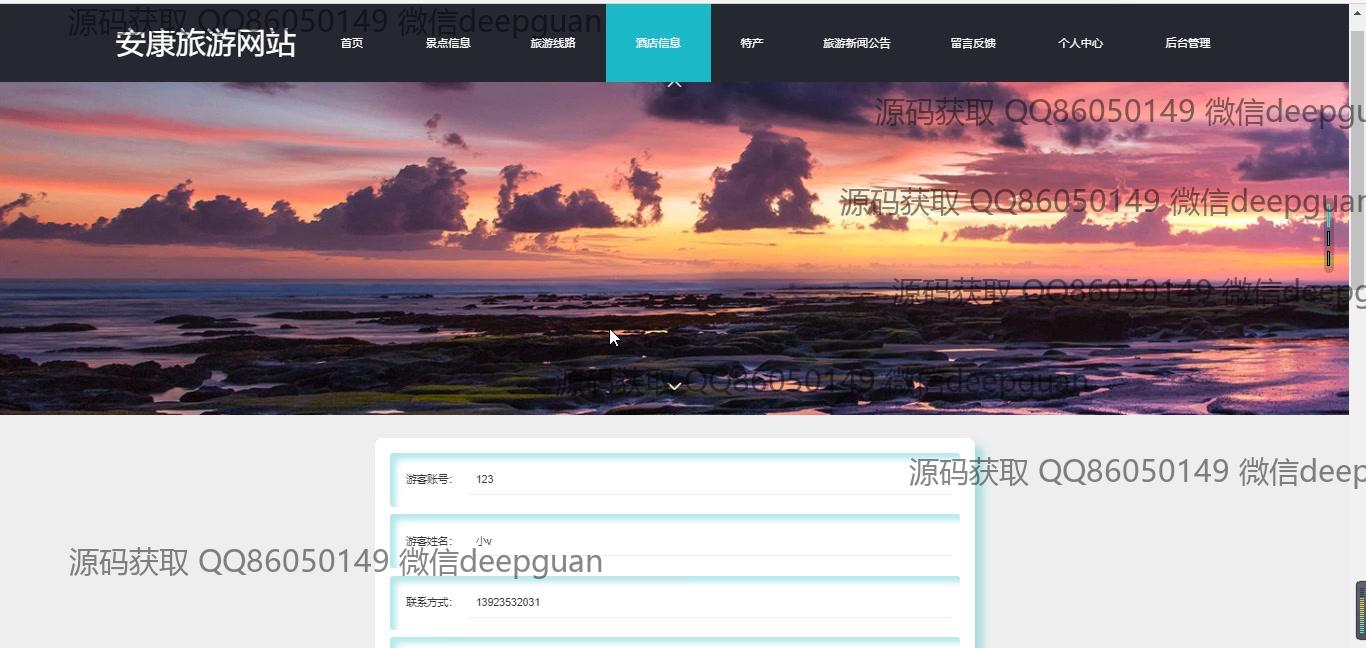 源码获取 QQ86050149 微信deepguan
安康旅游网站
首页
景点信息
旅游线路
酒店信息
特产
旅游新闻公告
留言反馈
个人中心
后台管理
源码获取 QQ86050149 微信deepgu
源码获取 QQ86050149 微信deepguan
源码获取 QQ86050149 微信deepg
源码获取 QQ86050149 微信deepguan
游客账号: 123
源码获取 QQ86050149 微信deep
游客姓名: 小v
源码获取 QQ86050149 微信deepguan
联系方式: 13923532031